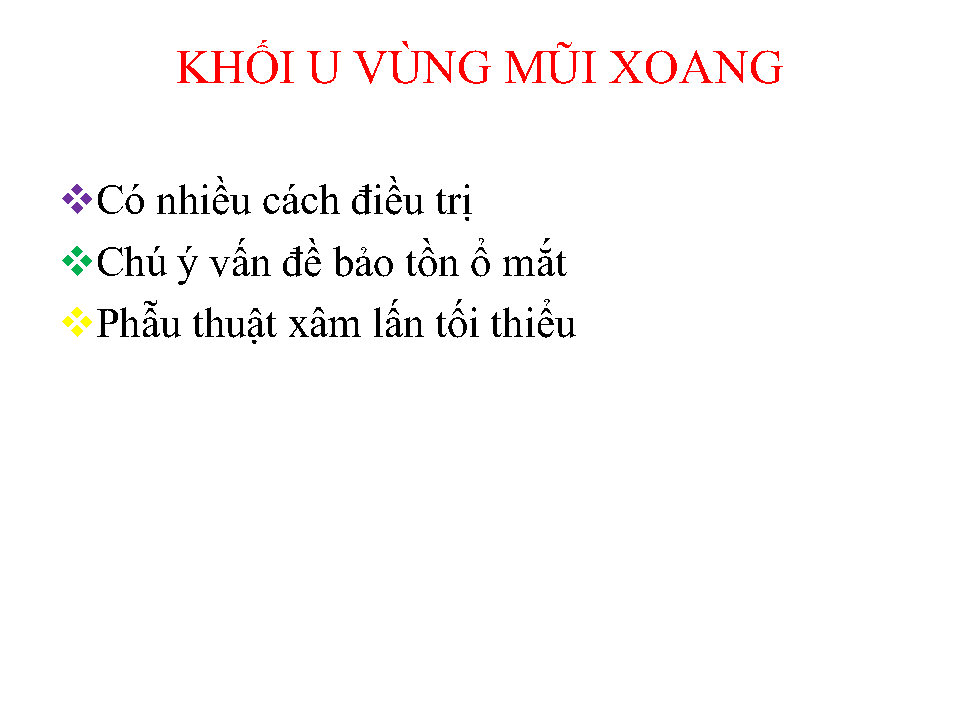 KHỐI U VÙNG MŨI XOANG
Có nhiều cách điều trị
Chú ý vấn đề bảo tồn ổ mắt
Phẫu thuật xâm lấn tối thiểu